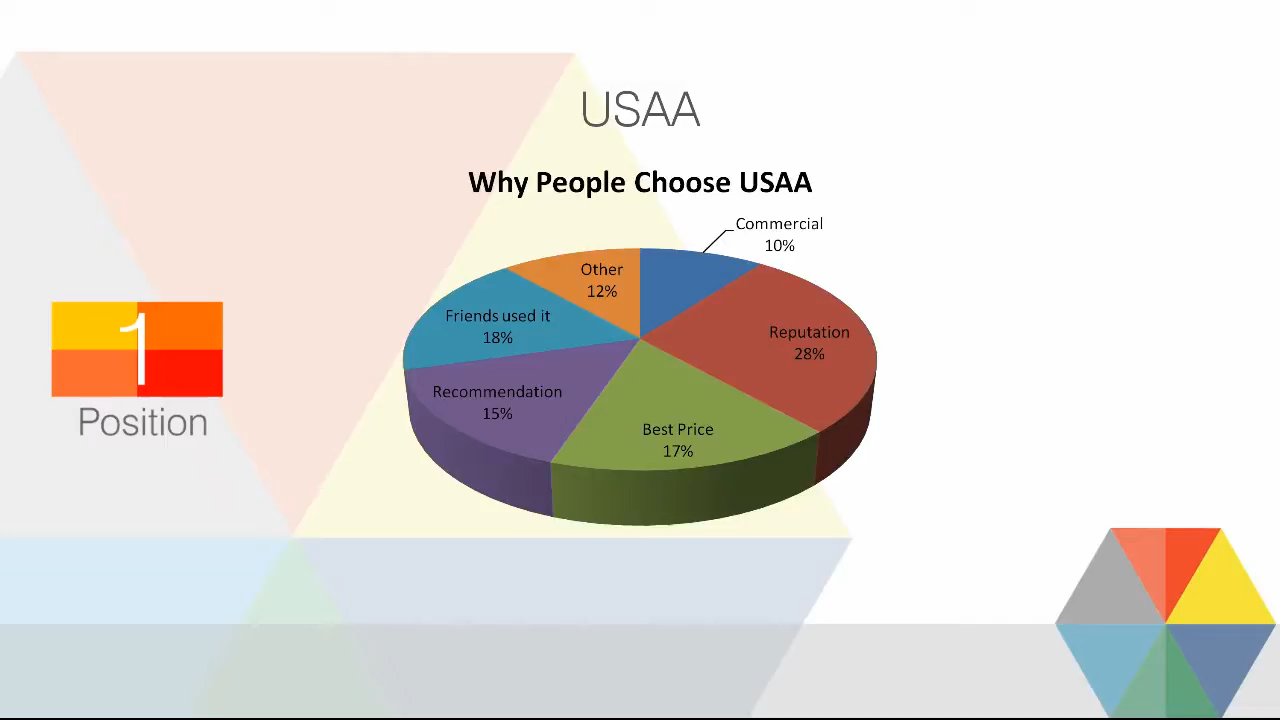 USAA
Why People Choose USAA
Commercial
10%
Other
12%
Friends used it
18%
Reputation
28%
Recommendation
15%
Best Price
17%
1
Position